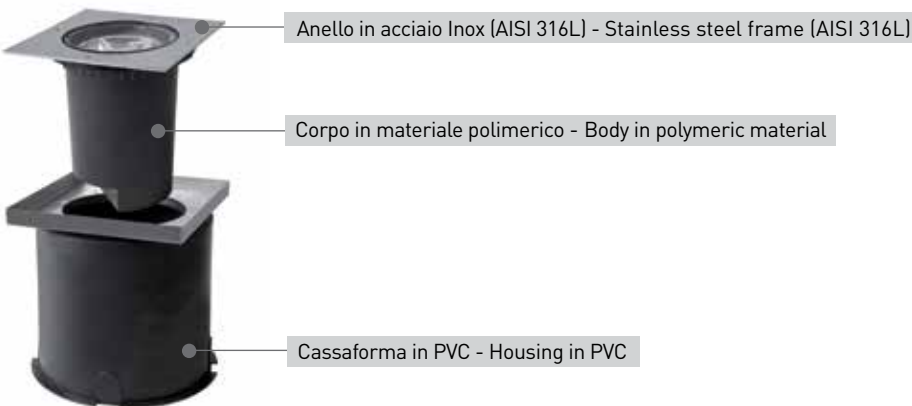 Anello in acciaio Inox (AISI 316L) - Stainless steel frame (AISI 316L)
Corpo in materiale polimerico - Body in polymeric material
Cassaforma in PVC - Housing in PVC